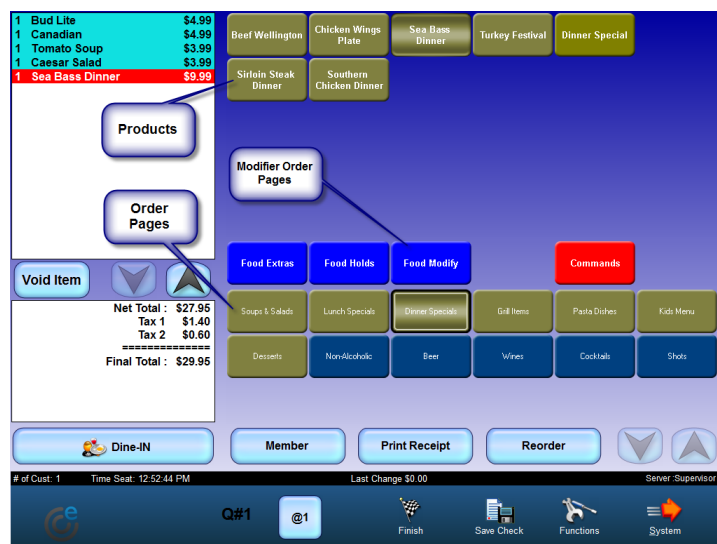 1 Bud Lite $4.99
1 Canadian $4.99
1 Tomato Soup $3.99
1 Caesar Salad $3.99
1 Sea Bass Dinner $9.99
Beef Wellington
Chicken Wings
Plate
Sea Bass
Dinner
Turkey Festival
Dinner Special
Sirloin Steak
Dinner
Southern
Chicken Dinner
Products
Modifier Order
Pages
Order
Pages
Food Extras
Food Holds
Food Modify
Commands
Void Item
Soups & Salads
Lunch Specials
Dinner Specials
Grill Items
Pasta Dishes
Kids Menu
Net Total : $27.95
Tax 1 $1.40
Tax 2 $0.60
==============
Final Total : $29.95
Desserts
Non-Alcoholic
Beer
Wines
Cocktails
Shots
Dine-IN
Member
Print Receipt
Reorder
# of Cust: 1 Time Seat: 12:52:44 PM Last Change $0.00 Server :Supervisor
e
Q#1
@1
Finish
Save Check
Functions
System